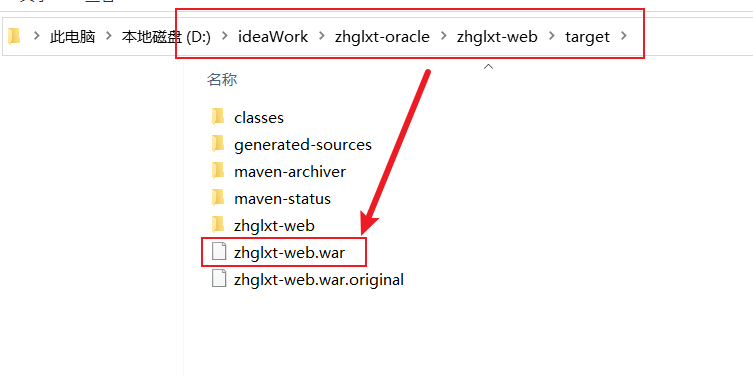 此电脑 本地磁盘 (D:) ideaWork zhglxt-oracle zhglxt-web target
名称
classes
generated-sources
maven-archiver
maven-status
zhglxt-web
zhglxt-web.war
zhglxt-web.war.original